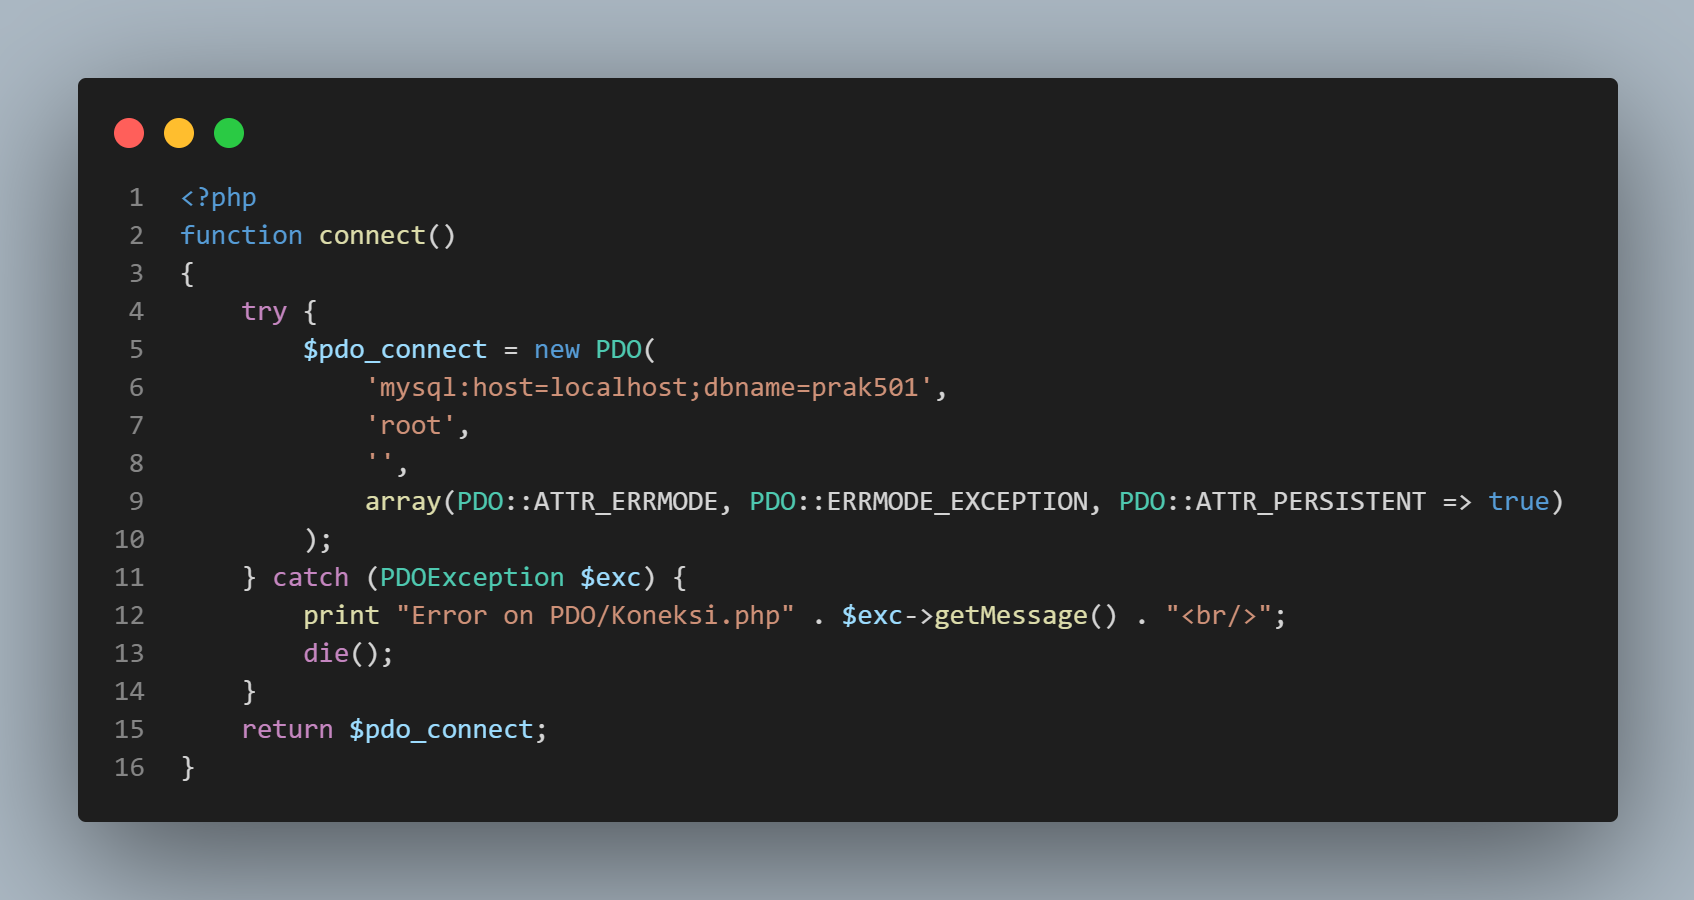 1 <?php
2 function connect()
3 {
4     try {
5         $pdo_connect = new PDO(
6             'mysql:host=localhost;dbname=prak501',
7             'root',
8             '',
9             array(PDO::ATTR_ERRMODE, PDO::ERRMODE_EXCEPTION, PDO::ATTR_PERSISTENT => true)
10         );
11     } catch (PDOException $exc) {
12         print "Error on PDO/Koneksi.php" . $exc->getMessage() . "<br/>";
13         die();
14     }
15     return $pdo_connect;
16 }